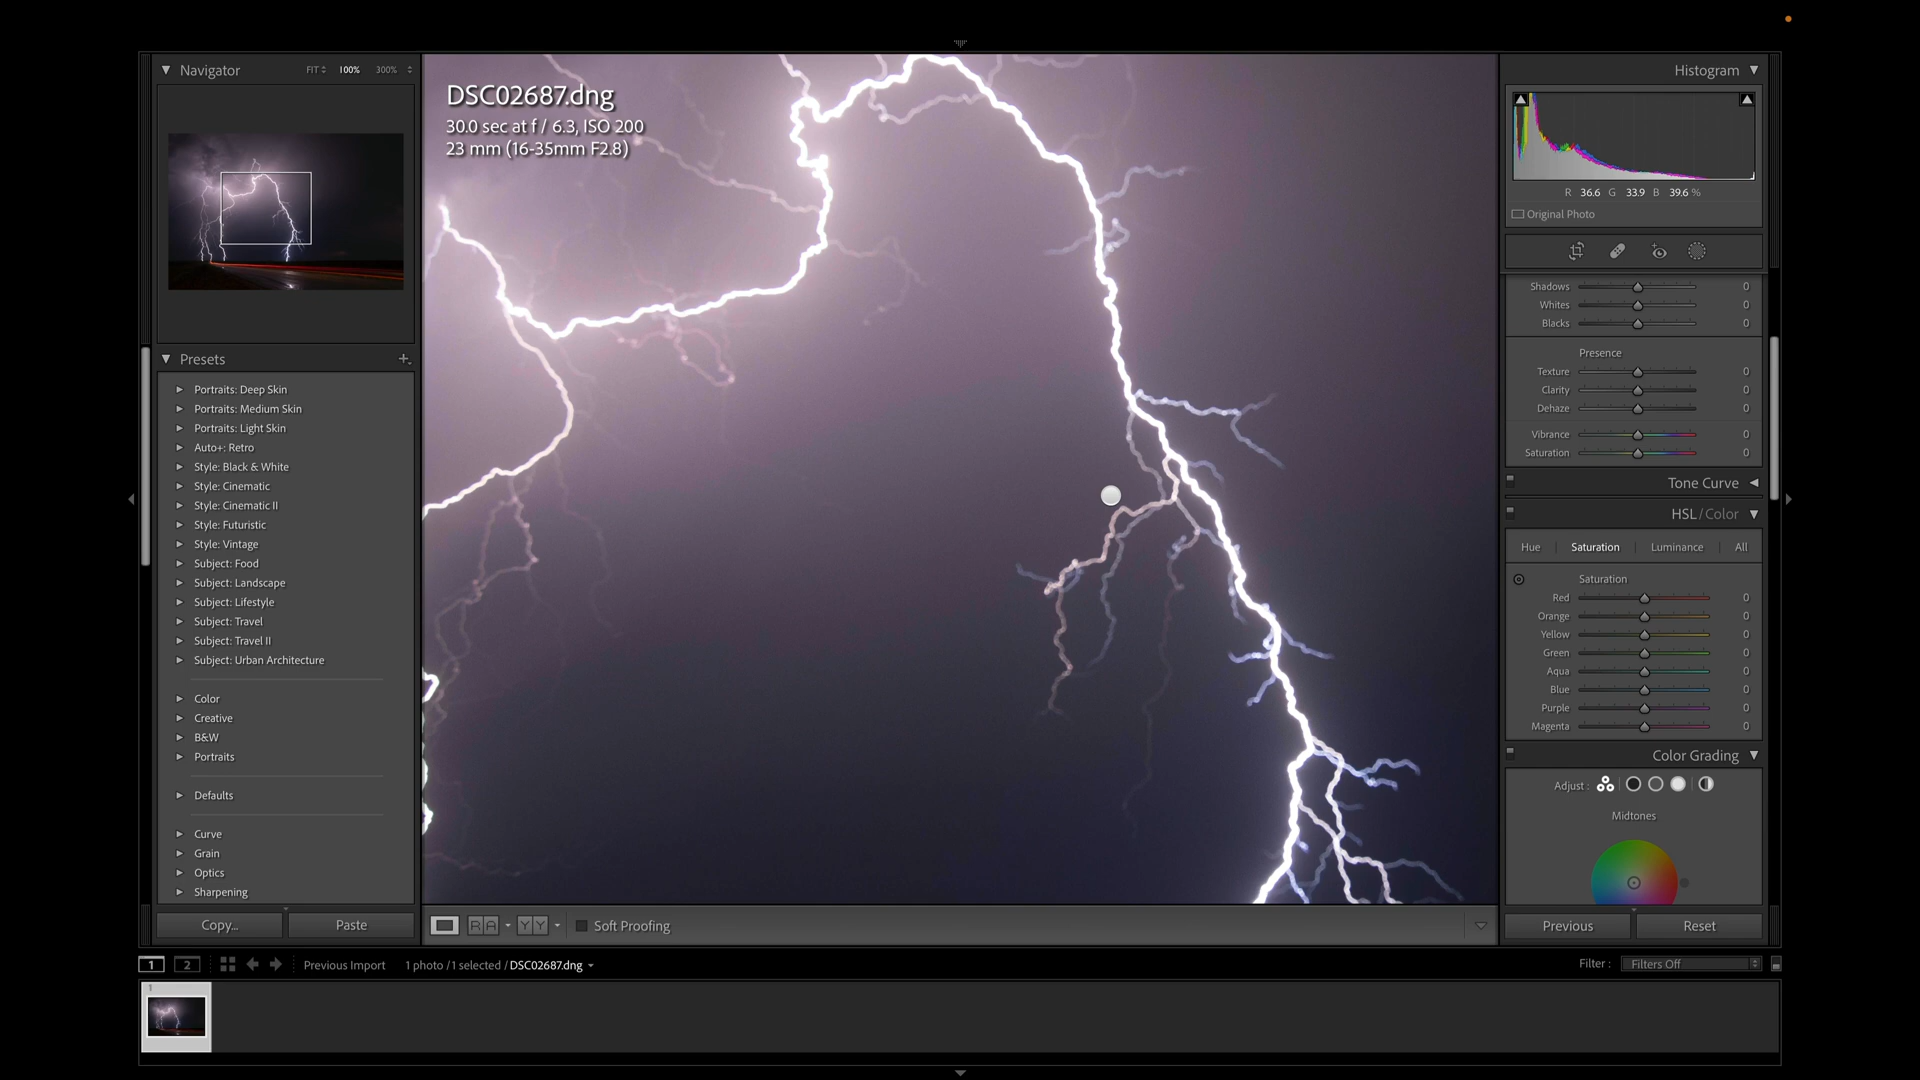 Navigator
FIT
100%
300%
Presets
Portraits: Deep Skin
Portraits: Medium Skin
Portraits: Light Skin
Auto+: Retro
Style: Black & White
Style: Cinematic
Style: Cinematic II
Style: Futuristic
Style: Vintage
Subject: Food
Subject: Landscape
Subject: Lifestyle
Subject: Travel
Subject: Travel II
Subject: Urban Architecture
Color
Creative
B&W
Portraits
Defaults
Curve
Grain
Optics
Sharpening
Copy...
Paste
DSC02687.dng
30.0 sec at f / 6.3, ISO 200
23 mm (16-35mm F2.8)
R A
Y Y
Soft Proofing
Histogram
R 36.6 G 33.9 B 39.6 %
Original Photo
Shadows 0
Whites 0
Blacks 0
Presence
Texture 0
Clarity 0
Dehaze 0
Vibrance 0
Saturation 0
Tone Curve
HSL / Color
Hue Saturation Luminance All
Saturation
Red 0
Orange 0
Yellow 0
Green 0
Aqua 0
Blue 0
Purple 0
Magenta 0
Color Grading
Adjust :
Midtones
Previous
Reset
1 2 Previous Import 1 photo / 1 selected / DSC02687.dng
Filter : Filters Off
1